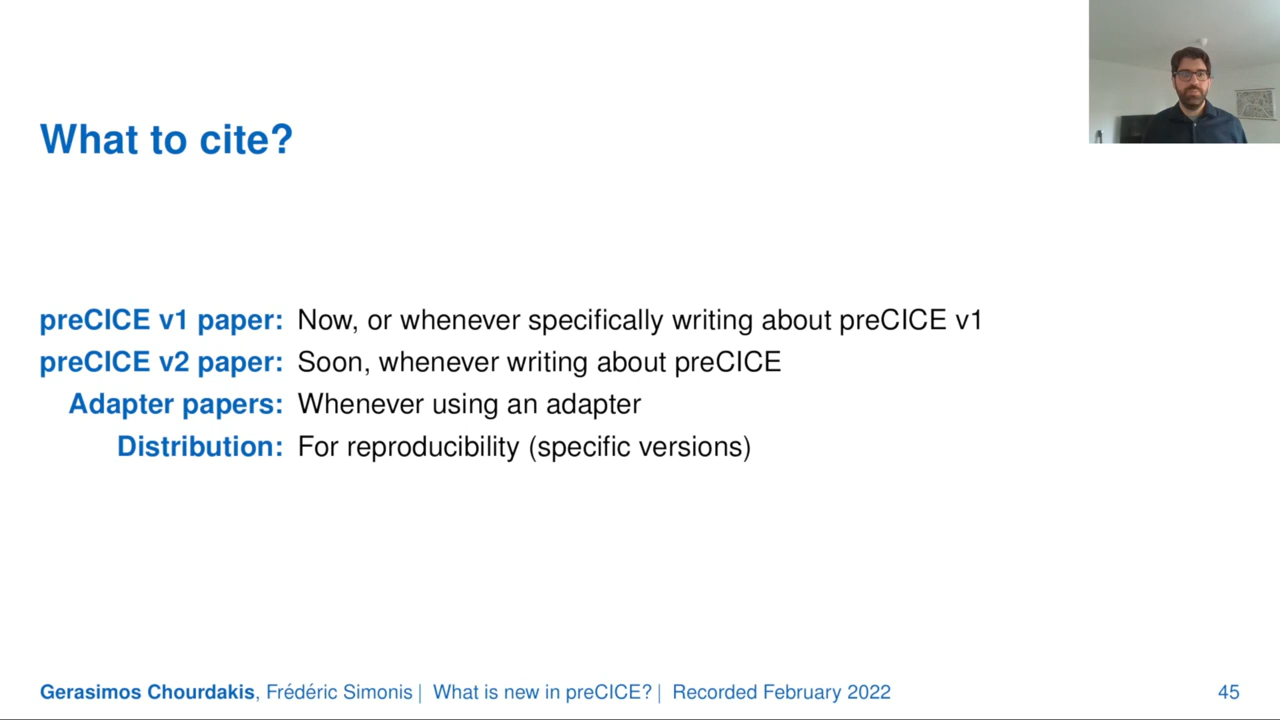 What to cite?
preCICE v1 paper: Now, or whenever specifically writing about preCICE v1
preCICE v2 paper: Soon, whenever writing about preCICE
Adapter papers: Whenever using an adapter
Distribution: For reproducibility (specific versions)
Gerasimos Chourdakis, Frédéric Simonis | What is new in preCICE? | Recorded February 2022 45